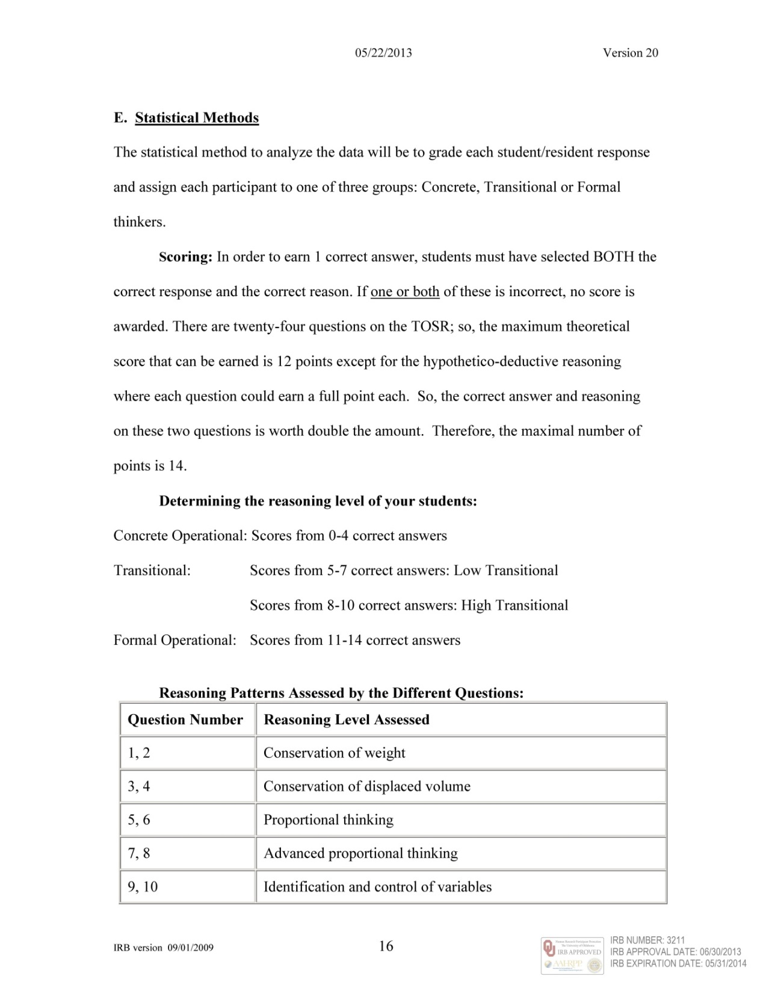 05/22/2013 Version 20
E. Statistical Methods
The statistical method to analyze the data will be to grade each student/resident response
and assign each participant to one of three groups: Concrete, Transitional or Formal
thinkers.
Scoring: In order to earn 1 correct answer, students must have selected BOTH the
correct response and the correct reason. If one or both of these is incorrect, no score is
awarded. There are twenty-four questions on the TOSR; so, the maximum theoretical
score that can be earned is 12 points except for the hypothetico-deductive reasoning
where each question could earn a full point each.  So, the correct answer and reasoning
on these two questions is worth double the amount.  Therefore, the maximal number of
points is 14.
Determining the reasoning level of your students:
Concrete Operational: Scores from 0-4 correct answers
Transitional: Scores from 5-7 correct answers: Low Transitional
Scores from 8-10 correct answers: High Transitional
Formal Operational: Scores from 11-14 correct answers
Reasoning Patterns Assessed by the Different Questions:
Question Number Reasoning Level Assessed
1, 2 Conservation of weight
3, 4 Conservation of displaced volume
5, 6 Proportional thinking
7, 8 Advanced proportional thinking
9, 10 Identification and control of variables
IRB version 09/01/2009 16
Human Research Participant Protection
The University of Oklahoma
IRB APPROVED
AAHRPP
IRB NUMBER: 3211
IRB APPROVAL DATE: 06/30/2013
IRB EXPIRATION DATE: 05/31/2014